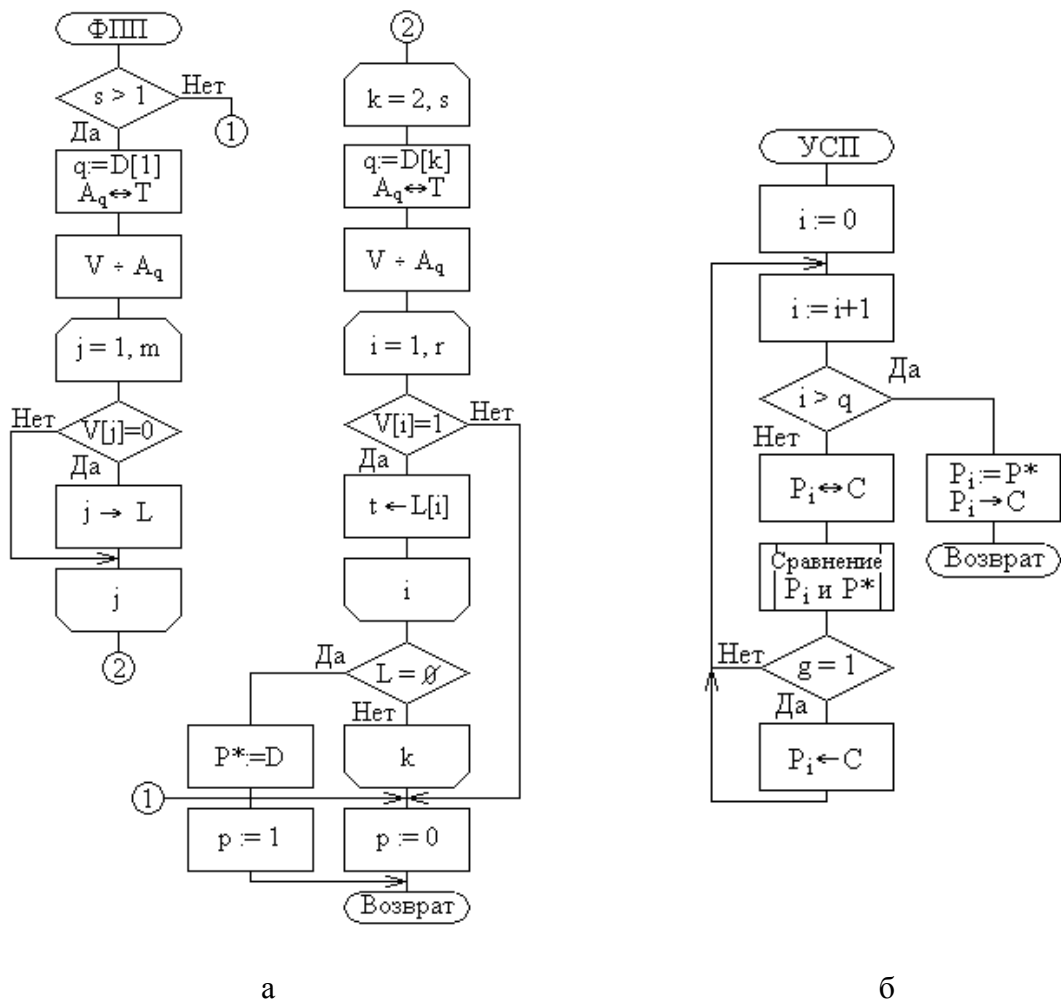 ФПП
s > 1
Нет
1
Да
q:=D[1]
A_q↔T
V ÷ A_q
j = 1, m
Нет
V[j]=0
Да
j → L
j
2
2
k = 2, s
q:=D[k]
A_q↔T
V ÷ A_q
i = 1, r
V[i]=1
Нет
Да
t ← L[i]
i
Да
L = Ø
Нет
P*:=D
k
1
p := 1
p := 0
Возврат
а
УСП
i := 0
i := i+1
Да
i > q
Нет
P_i↔C
P_i:=P*
P_i→C
Возврат
Сравнение
P_i и P*
Нет
g = 1
Да
P_i←C
б